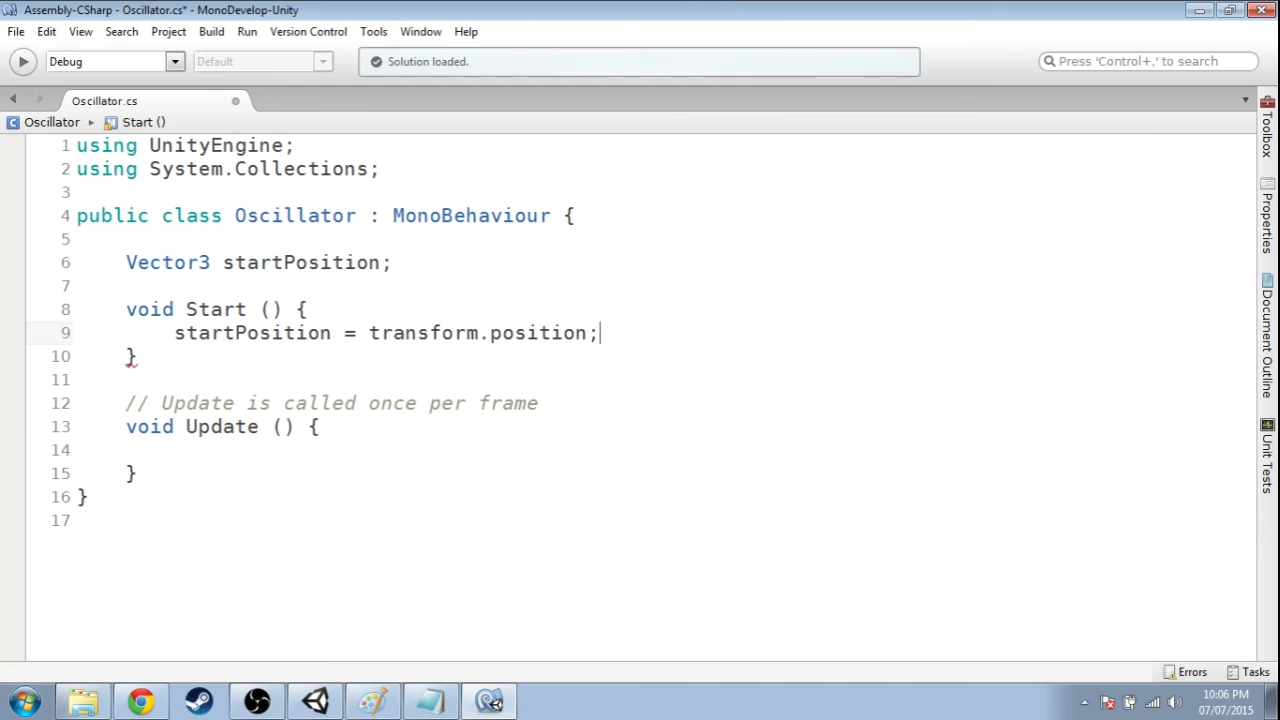 Assembly-CSharp - Oscillator.cs* - MonoDevelop-Unity
File Edit View Search Project Build Run Version Control Tools Window Help
Debug Default Solution loaded. Press 'Control+,' to search
Oscillator.cs
Oscillator ▸ Start ()
1 using UnityEngine;
2 using System.Collections;
3
4 public class Oscillator : MonoBehaviour {
5
6 Vector3 startPosition;
7
8 void Start () {
9 startPosition = transform.position;
10 }
11
12 // Update is called once per frame
13 void Update () {
14
15 }
16 }
17
Toolbox
Properties
Document Outline
Unit Tests
Errors Tasks
10:06 PM
07/07/2015